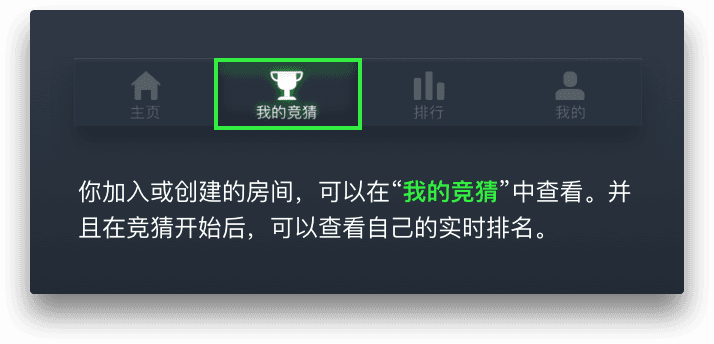 主页 我的竞猜 排行 我的
你加入或创建的房间，可以在“我的竞猜”中查看。并
且在竞猜开始后，可以查看自己的实时排名。